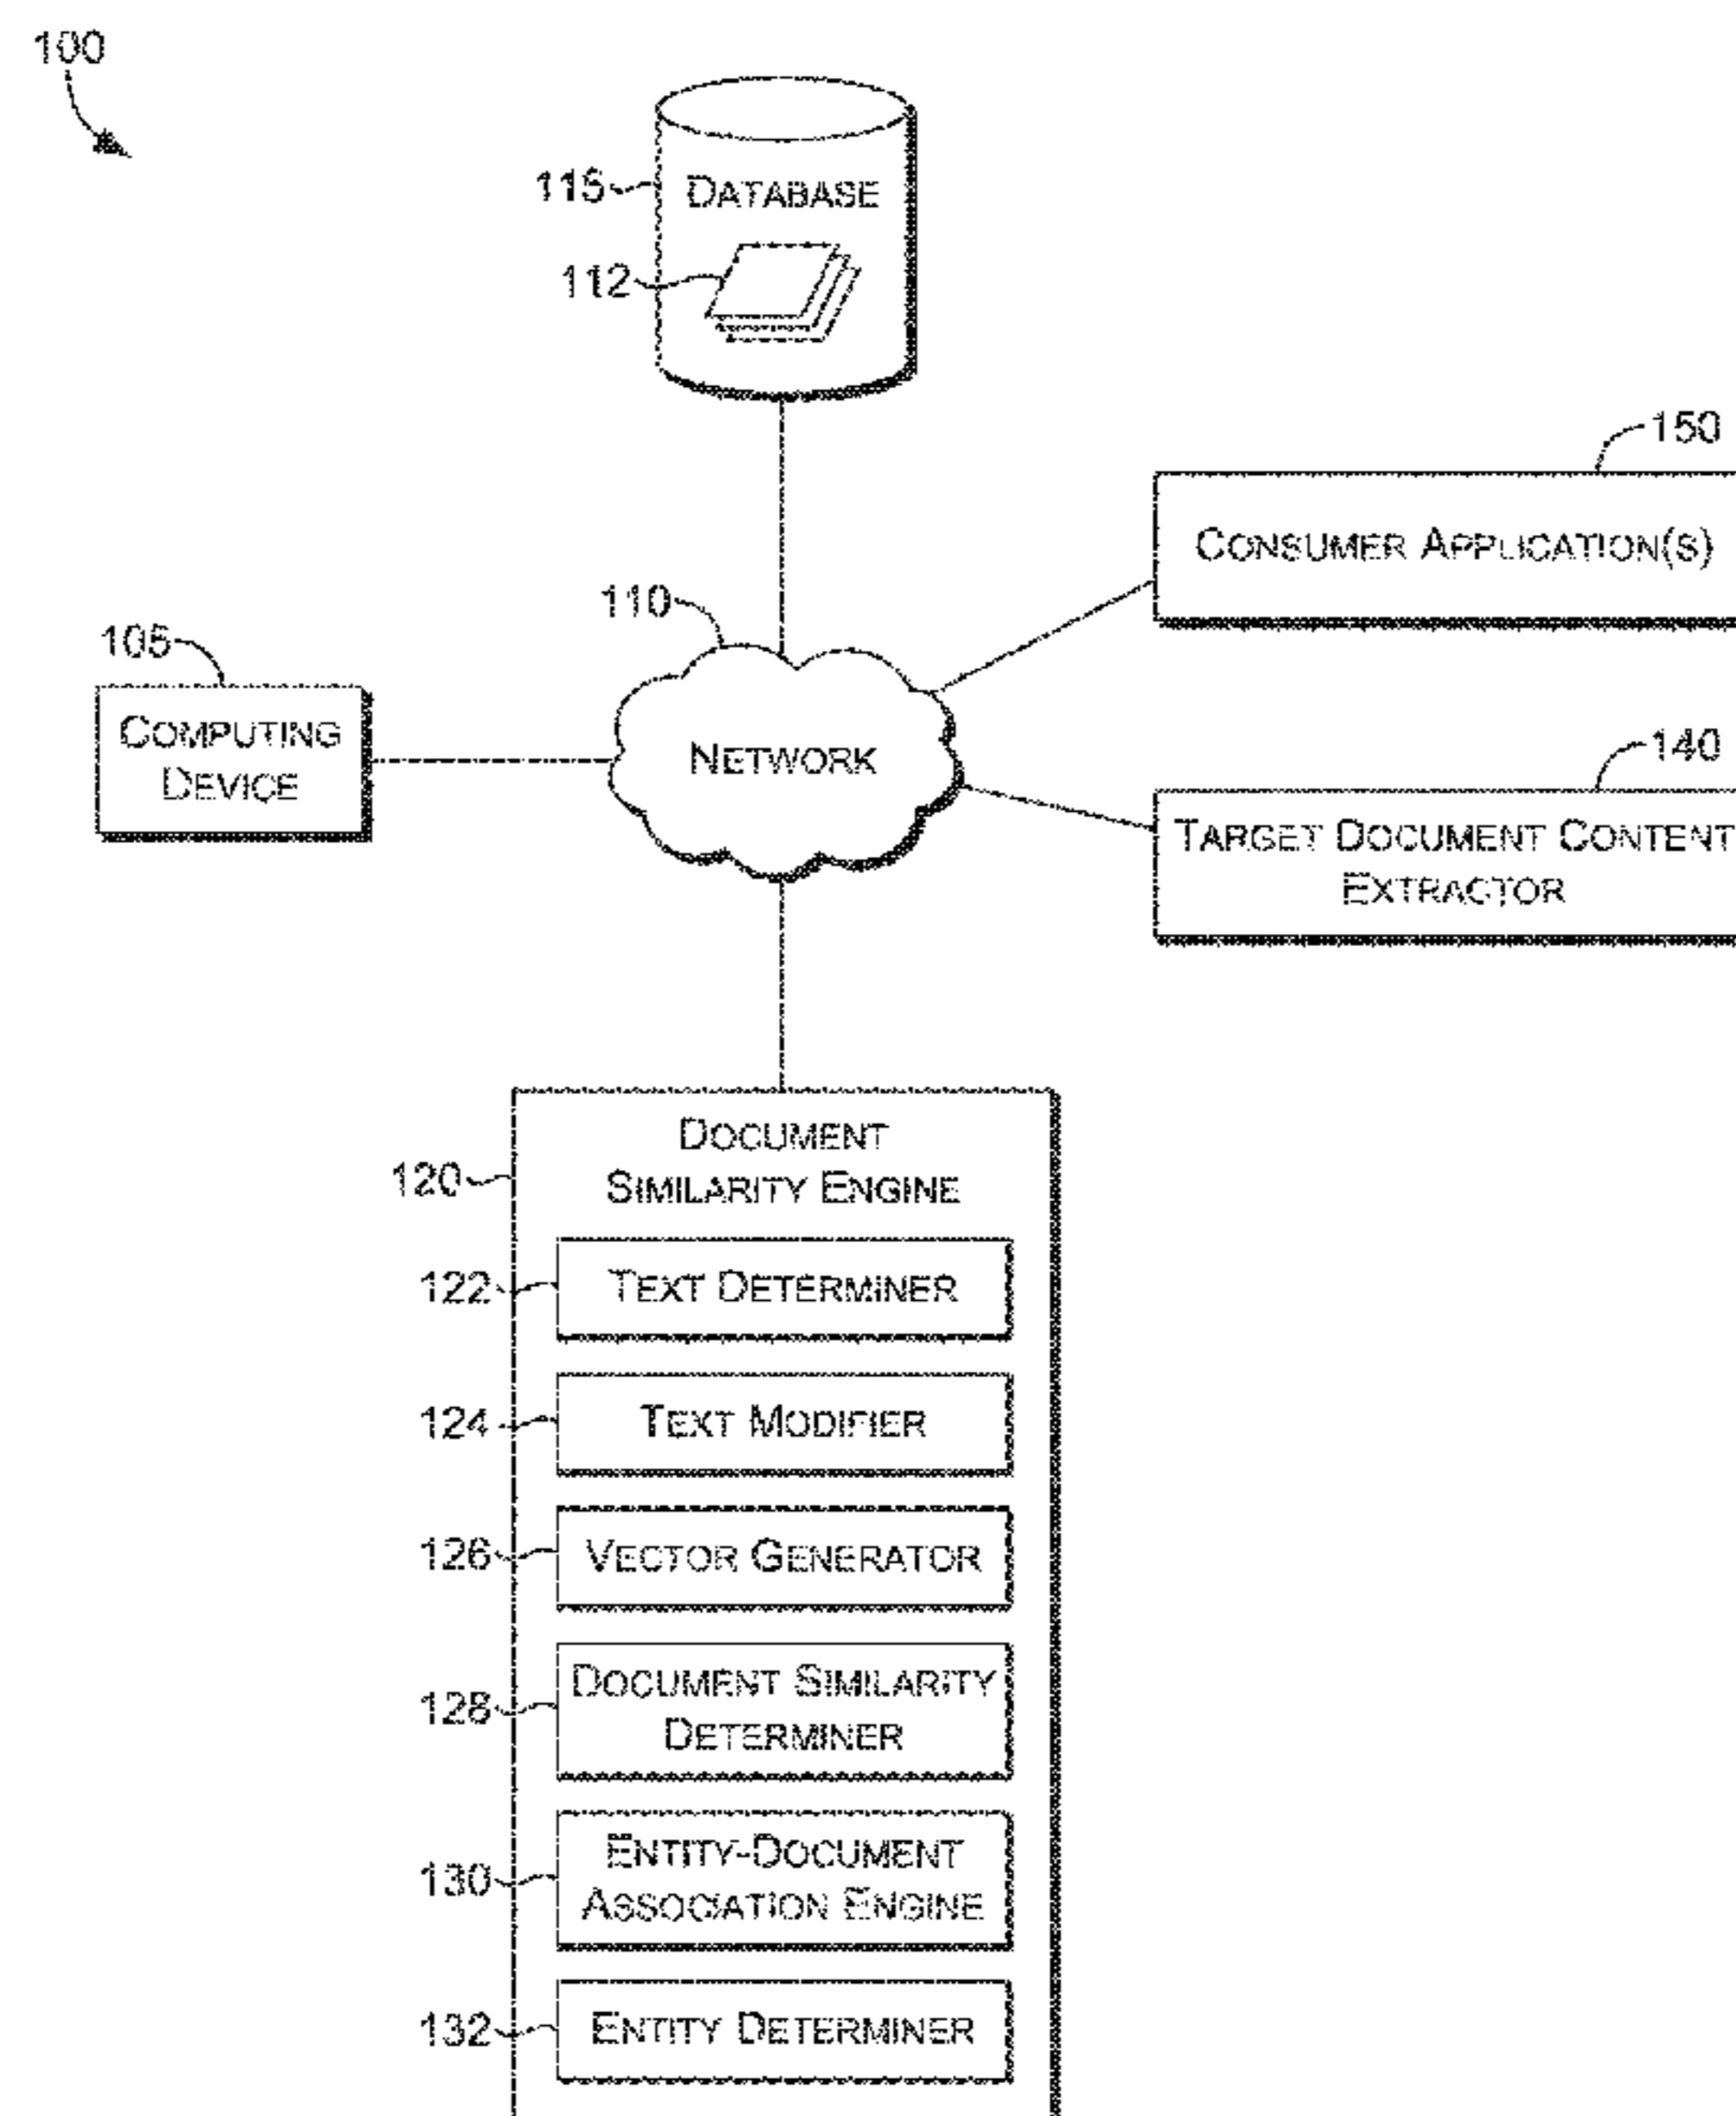 100
115
DATABASE
112
150
CONSUMER APPLICATION(S)
110
105
COMPUTING
DEVICE
NETWORK
140
TARGET DOCUMENT CONTENT
EXTRACTOR
DOCUMENT
SIMILARITY ENGINE
120
122
TEXT DETERMINER
124
TEXT MODIFIER
126
VECTOR GENERATOR
128
DOCUMENT SIMILARITY
DETERMINER
130
ENTITY-DOCUMENT
ASSOCIATION ENGINE
132
ENTITY DETERMINER